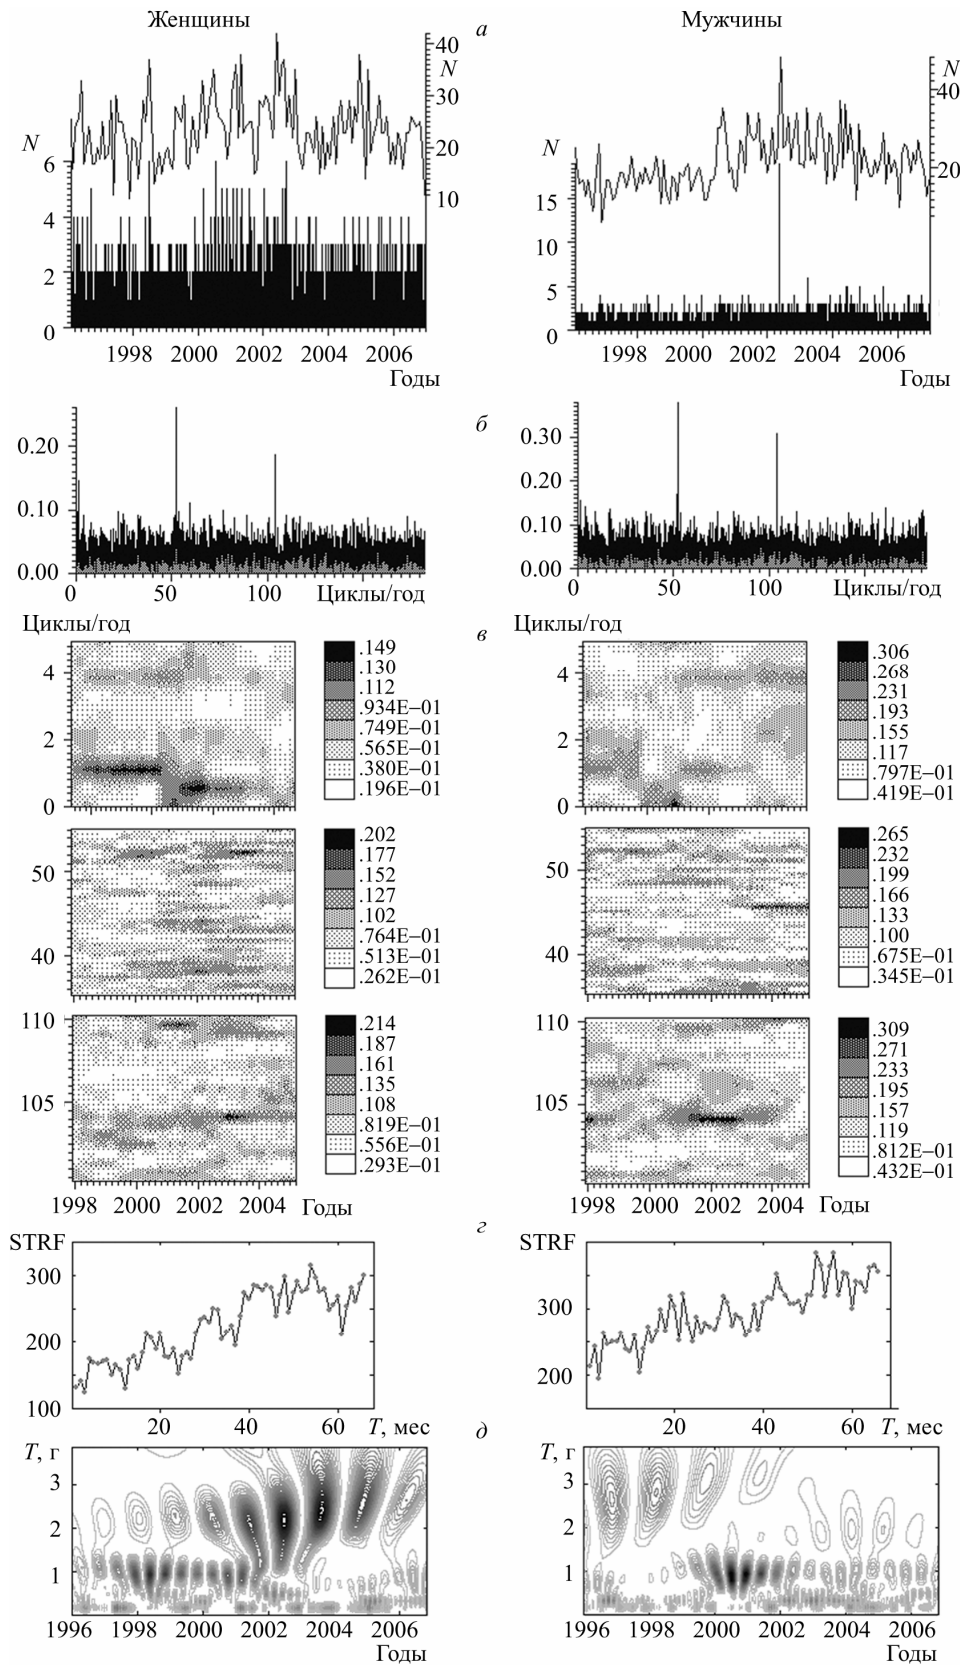 Женщины
а
Мужчины
40
N
30
20
10
N
6
4
2
0
1998 2000 2002 2004 2006
Годы
N
40
20
N
15
10
5
0
1998 2000 2002 2004 2006
Годы
б
0.20
0.10
0.00
0 50 100 Циклы/год
0.30
0.20
0.10
0.00
0 50 100 Циклы/год
в
Циклы/год
4
2
0
.149
.130
.112
.934E−01
.749E−01
.565E−01
.380E−01
.196E−01
Циклы/год
4
2
0
.306
.268
.231
.193
.155
.117
.797E−01
.419E−01
50
40
.202
.177
.152
.127
.102
.764E−01
.513E−01
.262E−01
50
40
.265
.232
.199
.166
.133
.100
.675E−01
.345E−01
110
105
.214
.187
.161
.135
.108
.819E−01
.556E−01
.293E−01
1998 2000 2002 2004 Годы
110
105
.309
.271
.233
.195
.157
.119
.812E−01
.432E−01
1998 2000 2002 2004 Годы
г
STRF
300
200
100
20 40 60 T, мес
STRF
300
200
20 40 60 T, мес
д
T, г
3
2
1
1996 1998 2000 2002 2004 2006
Годы
T, г
3
2
1
1996 1998 2000 2002 2004 2006
Годы